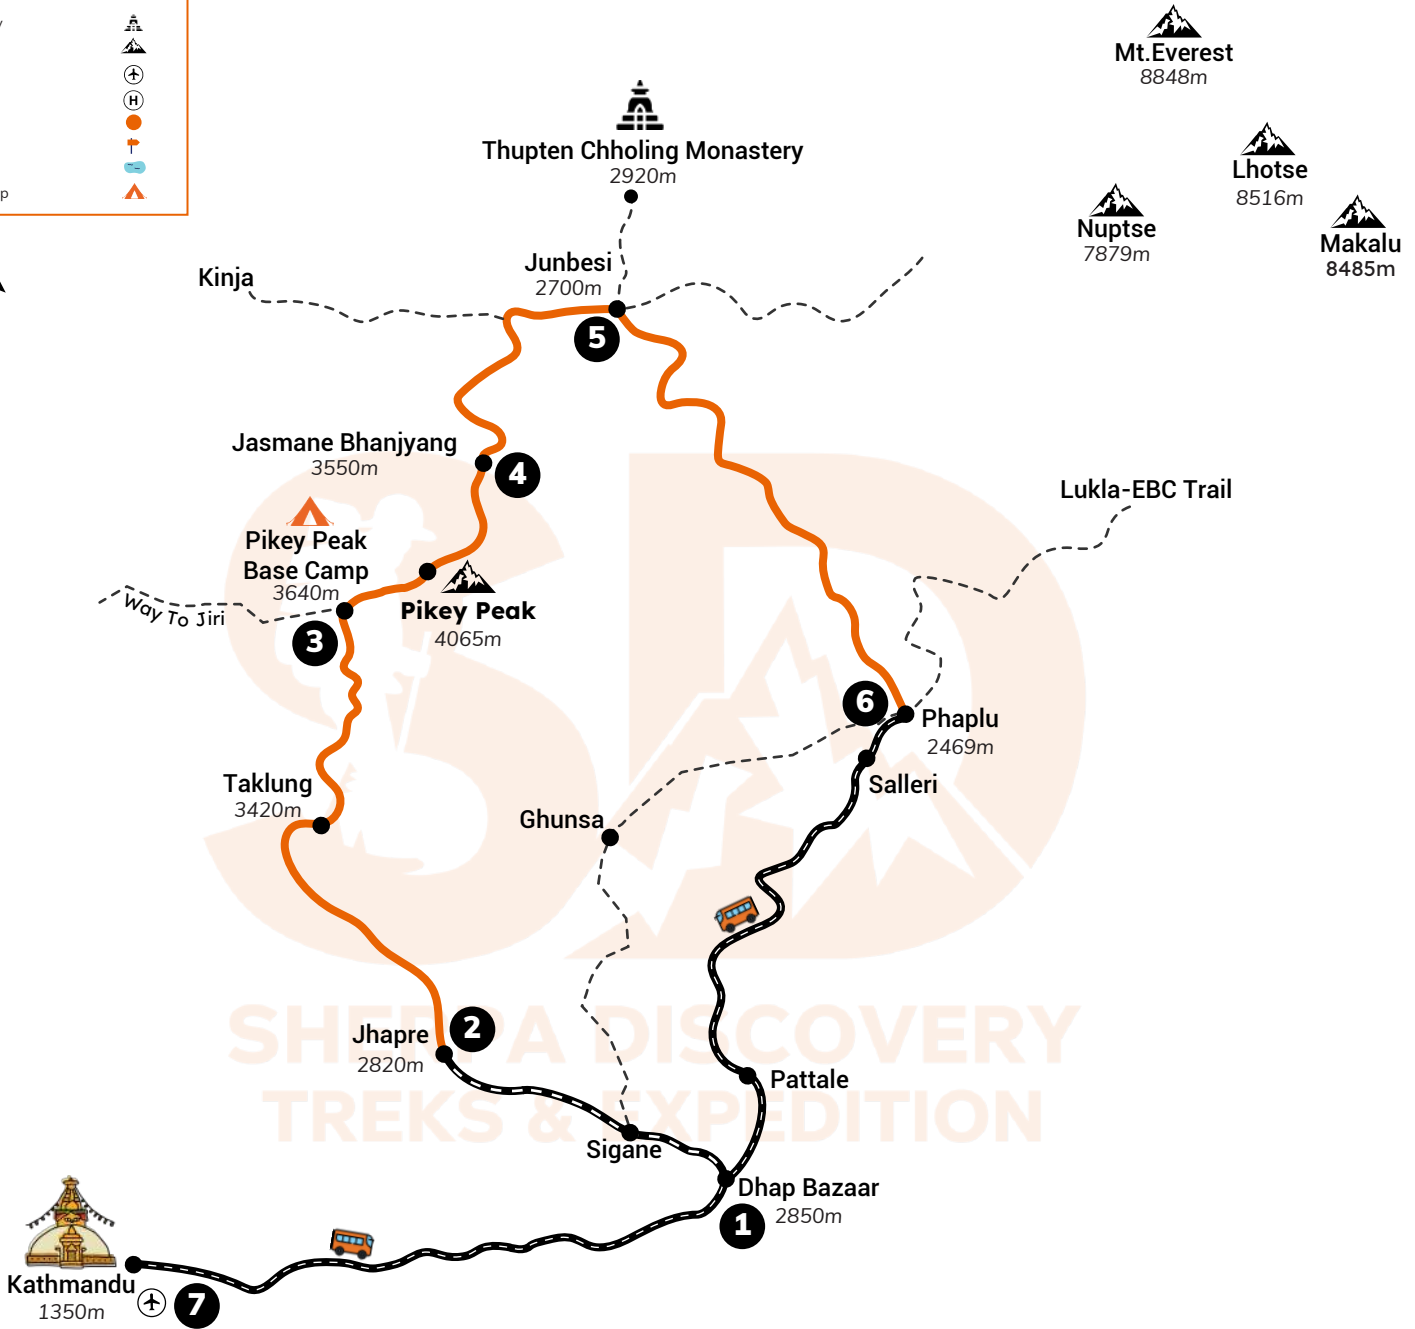 Mt.Everest
8848m
Thupten Chholing Monastery
2920m
Lhotse
8516m
Nuptse
7879m
Makalu
8485m
Kinja
Junbesi
2700m
5
Jasmane Bhanjyang
3550m
4
Lukla-EBC Trail
Pikey Peak
Base Camp
3640m
Way To Jiri
3
Pikey Peak
4065m
6
Phaplu
2469m
Salleri
Taklung
3420m
Ghunsa
SD
SHERPA DISCOVERY
TREKS & EXPEDITION
Jhapre
2820m
2
Pattale
Sigane
Dhap Bazaar
2850m
1
Kathmandu
1350m
7
H